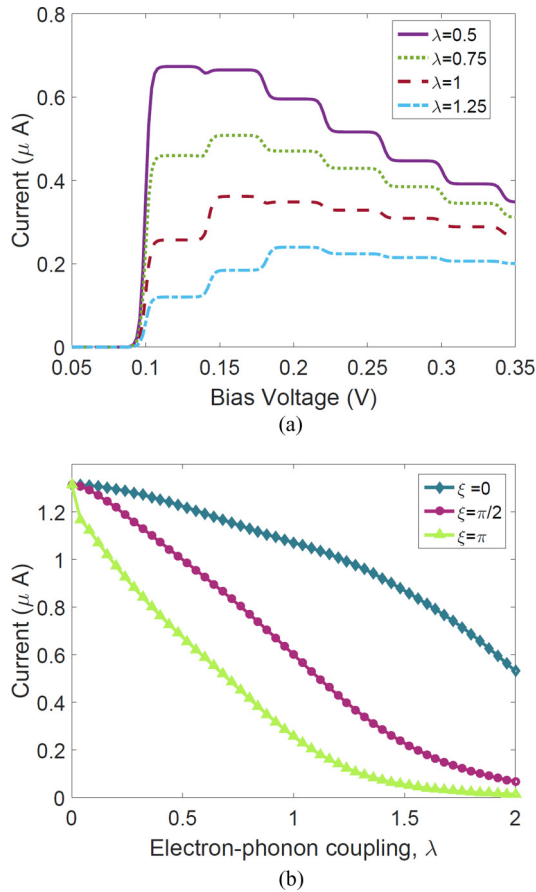 0.8
0.6
0.4
0.2
0
Current (μ A)
λ=0.5
λ=0.75
λ=1
λ=1.25
0.05 0.1 0.15 0.2 0.25 0.3 0.35
Bias Voltage (V)
(a)
1.2
1
0.8
0.6
0.4
0.2
0
Current (μ A)
ξ =0
ξ=π/2
ξ=π
0 0.5 1 1.5 2
Electron-phonon coupling, λ
(b)